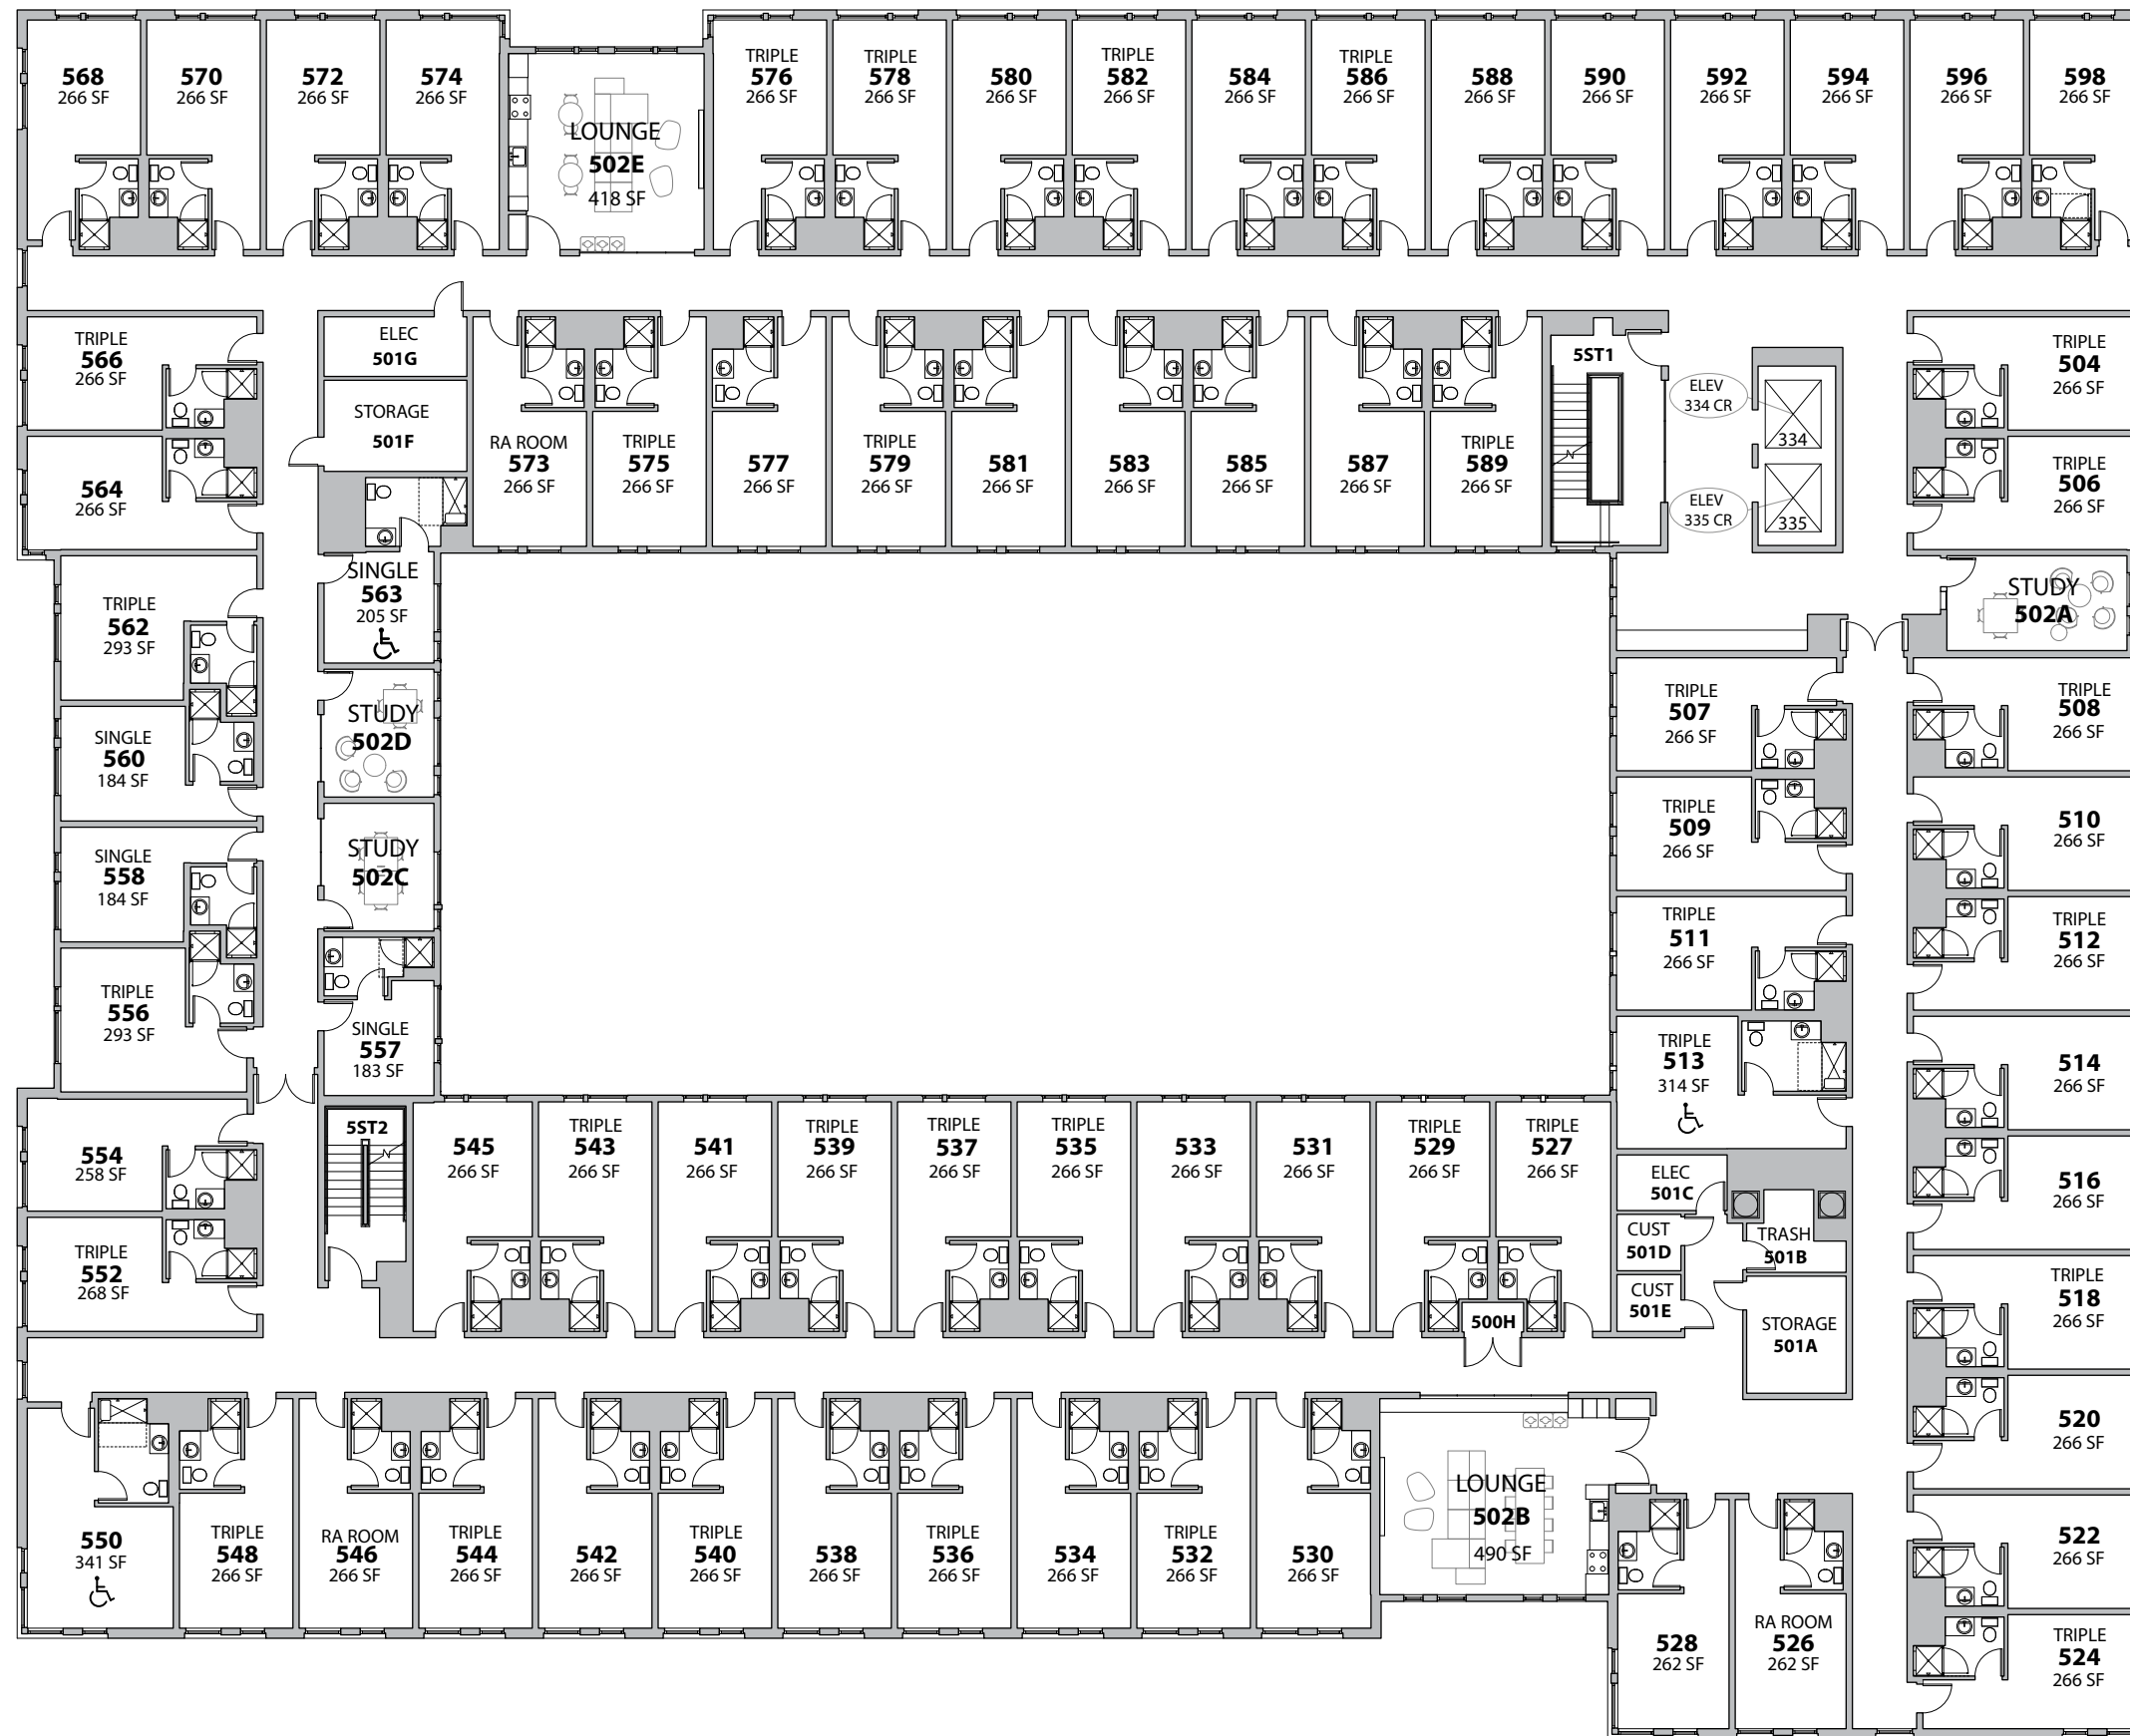 568
266 SF
570
266 SF
572
266 SF
574
266 SF
LOUNGE
502E
418 SF
TRIPLE
576
266 SF
TRIPLE
578
266 SF
580
266 SF
TRIPLE
582
266 SF
584
266 SF
TRIPLE
586
266 SF
588
266 SF
590
266 SF
592
266 SF
594
266 SF
596
266 SF
598
266 SF
TRIPLE
566
266 SF
ELEC
501G
STORAGE
501F
564
266 SF
RA ROOM
573
266 SF
TRIPLE
575
266 SF
577
266 SF
TRIPLE
579
266 SF
581
266 SF
583
266 SF
585
266 SF
587
266 SF
TRIPLE
589
266 SF
5ST1
N
ELEV
334 CR
334
ELEV
335 CR
335
TRIPLE
504
266 SF
TRIPLE
506
266 SF
STUDY
502A
TRIPLE
562
293 SF
SINGLE
563
205 SF
SINGLE
560
184 SF
STUDY
502D
SINGLE
558
184 SF
STUDY
502C
TRIPLE
556
293 SF
SINGLE
557
183 SF
TRIPLE
507
266 SF
TRIPLE
508
266 SF
TRIPLE
509
266 SF
510
266 SF
TRIPLE
511
266 SF
TRIPLE
512
266 SF
TRIPLE
513
314 SF
514
266 SF
554
258 SF
5ST2
N
545
266 SF
TRIPLE
543
266 SF
541
266 SF
TRIPLE
539
266 SF
TRIPLE
537
266 SF
TRIPLE
535
266 SF
533
266 SF
531
266 SF
TRIPLE
529
266 SF
TRIPLE
527
266 SF
ELEC
501C
CUST
501D
TRASH
501B
516
266 SF
TRIPLE
552
268 SF
500H
CUST
501E
STORAGE
501A
TRIPLE
518
266 SF
520
266 SF
550
341 SF
TRIPLE
548
266 SF
RA ROOM
546
266 SF
TRIPLE
544
266 SF
542
266 SF
TRIPLE
540
266 SF
538
266 SF
TRIPLE
536
266 SF
534
266 SF
TRIPLE
532
266 SF
530
266 SF
LOUNGE
502B
490 SF
522
266 SF
528
262 SF
RA ROOM
526
262 SF
TRIPLE
524
266 SF